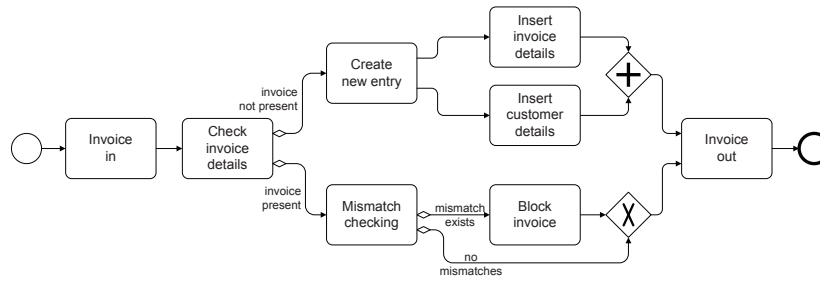 Invoice
in
Check
invoice
details
invoice
not present
invoice
present
Create
new entry
Insert
invoice
details
Insert
customer
details
Mismatch
checking
mismatch
exists
no
mismatches
Block
invoice
Invoice
out